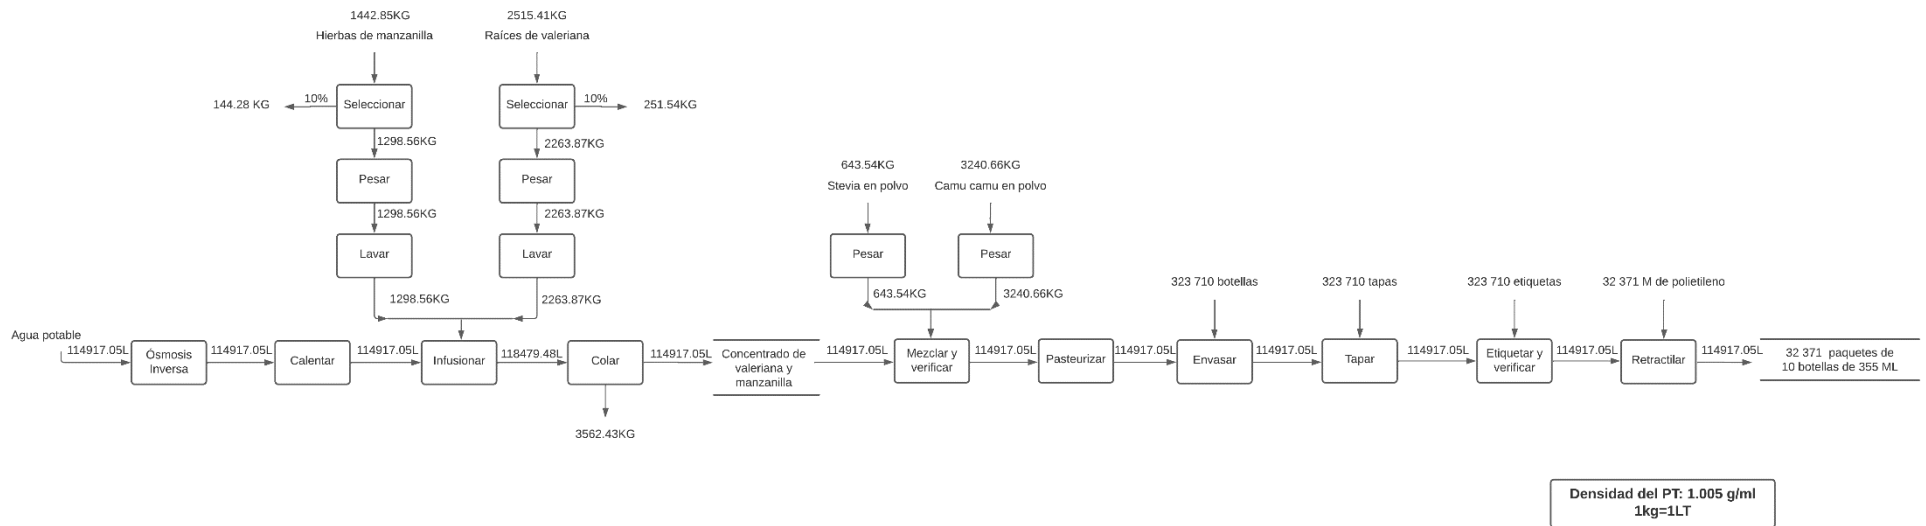 1442.85KG
Hierbas de manzanilla
2515.41KG
Raíces de valeriana
144.28 KG
10%
Seleccionar
Seleccionar
10%
251.54KG
1298.56KG
2263.87KG
Pesar
Pesar
1298.56KG
2263.87KG
Lavar
Lavar
1298.56KG
2263.87KG
643.54KG
Stevia en polvo
3240.66KG
Camu camu en polvo
Pesar
Pesar
643.54KG
3240.66KG
323 710 botellas
323 710 tapas
323 710 etiquetas
32 371 M de polietileno
Agua potable
114917.05L
Ósmosis
Inversa
114917.05L
Calentar
114917.05L
Infusionar
118479.48L
Colar
3562.43KG
114917.05L
Concentrado de
valeriana y
manzanilla
114917.05L
Mezclar y
verificar
114917.05L
Pasteurizar
114917.05L
Envasar
114917.05L
Tapar
114917.05L
Etiquetar y
verificar
114917.05L
Retractilar
114917.05L
32 371 paquetes de
10 botellas de 355 ML
Densidad del PT: 1.005 g/ml
1kg=1LT